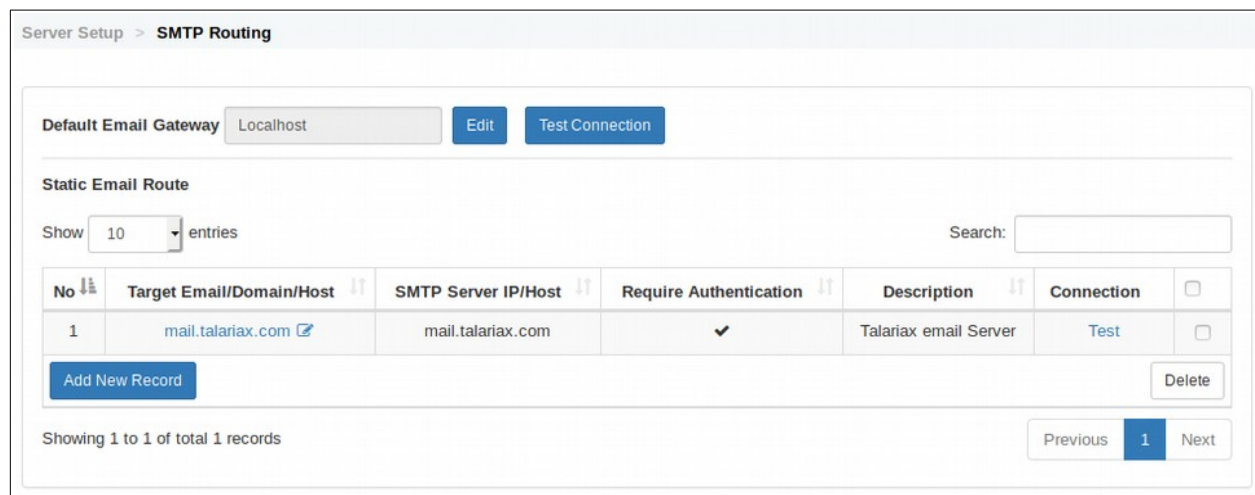 Server Setup > SMTP Routing
Default Email Gateway Localhost Edit Test Connection
Static Email Route
Show 10 entries Search:
No Target Email/Domain/Host SMTP Server IP/Host Require Authentication Description Connection
1 mail.talariax.com mail.talariax.com Talariax email Server Test
Add New Record Delete
Showing 1 to 1 of total 1 records Previous 1 Next